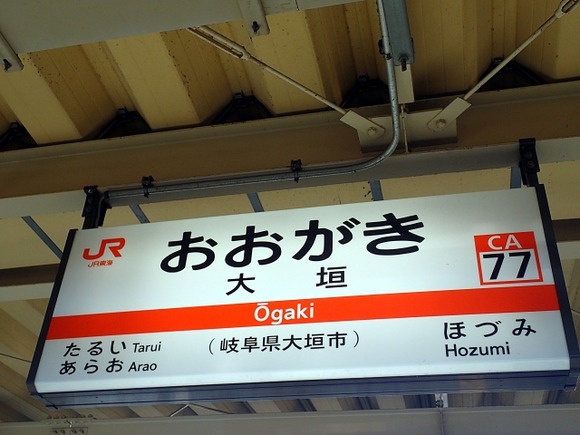 JR
JR東海
おおがき
大垣
CA
77
Ōgaki
たるい Tarui
あらお Arao
（岐阜県大垣市）
ほづみ
Hozumi